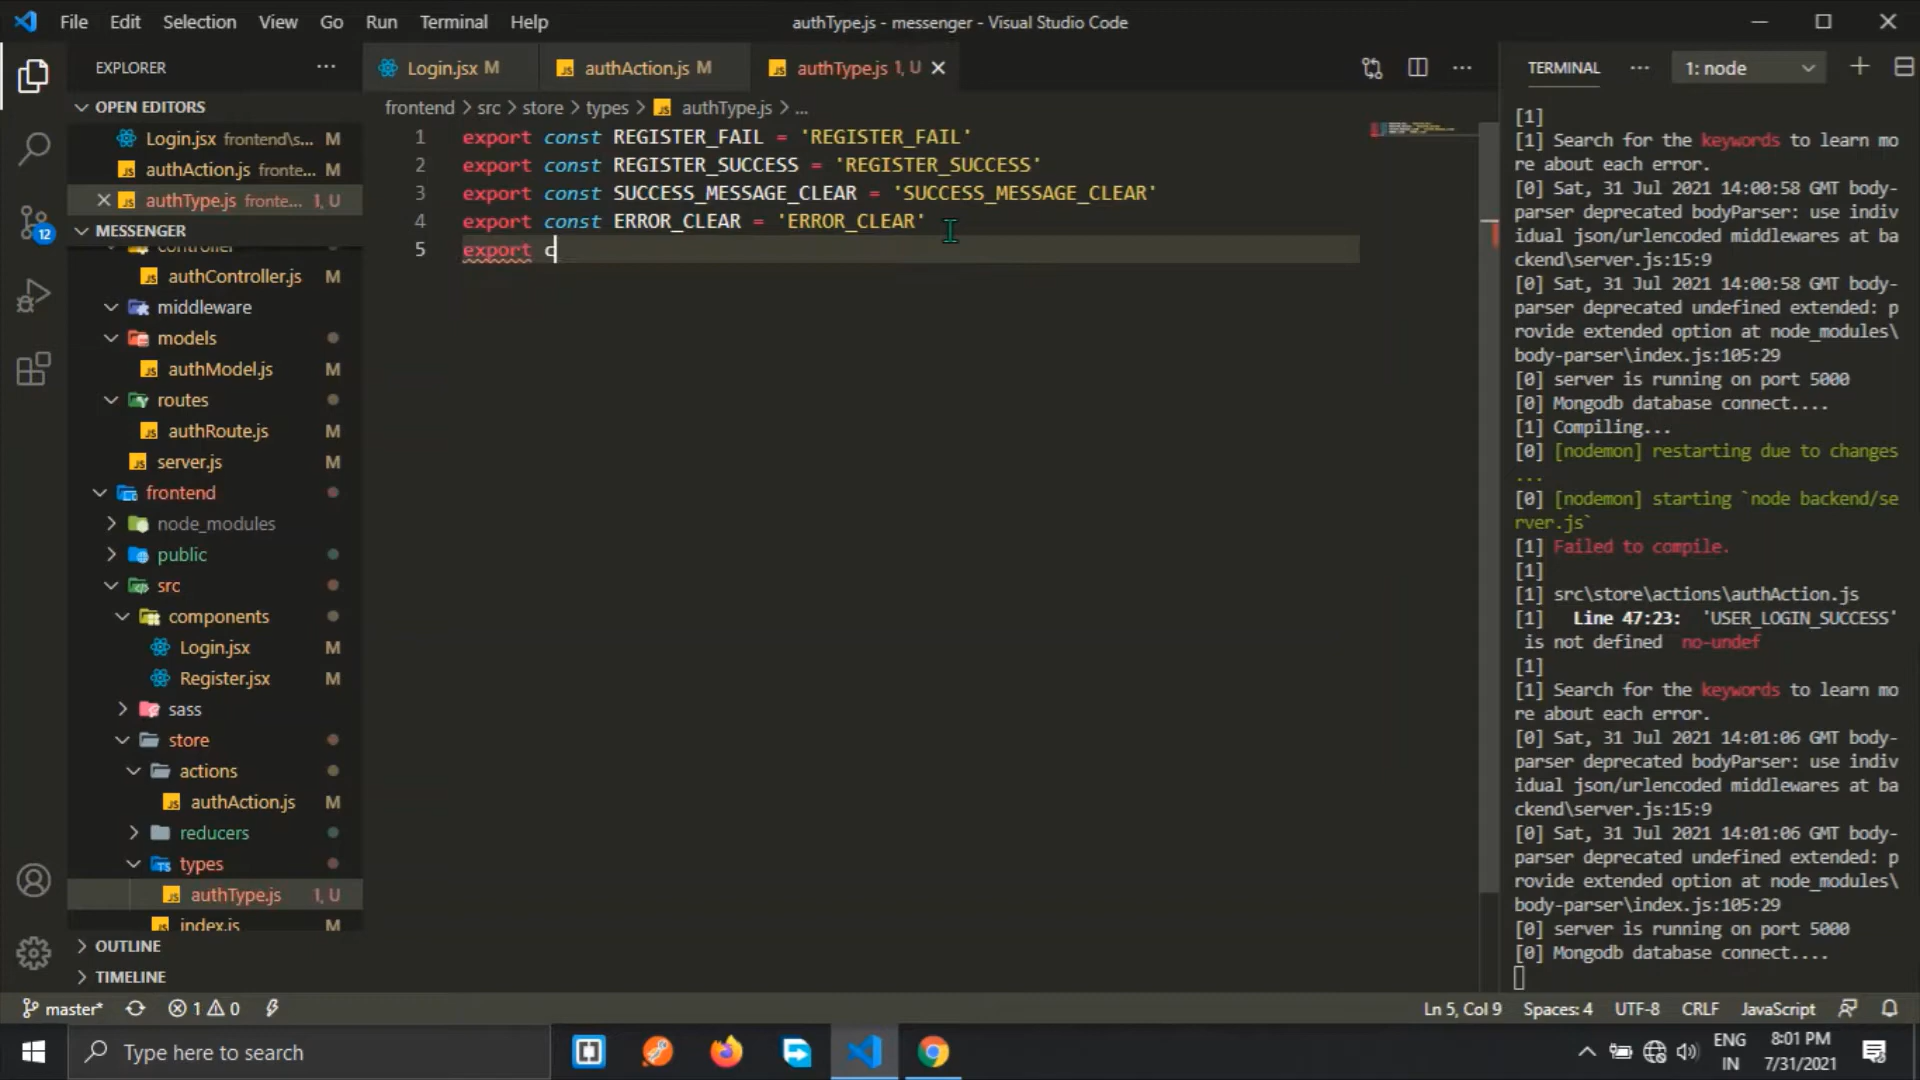 File Edit Selection View Go Run Terminal Help
authType.js - messenger - Visual Studio Code
EXPLORER
OPEN EDITORS
Login.jsx frontend\s... M
authAction.js fronte... M
authType.js fronte... 1, U
MESSENGER
controller
authController.js M
middleware
models
authModel.js M
routes
authRoute.js M
server.js M
frontend
node_modules
public
src
components
Login.jsx M
Register.jsx M
sass
store
actions
authAction.js M
reducers
types
authType.js 1, U
index.js M
OUTLINE
TIMELINE
12
Login.jsx M
authAction.js M
authType.js 1, U
frontend > src > store > types > authType.js > ...
1 export const REGISTER_FAIL = 'REGISTER_FAIL'
2 export const REGISTER_SUCCESS = 'REGISTER_SUCCESS'
3 export const SUCCESS_MESSAGE_CLEAR = 'SUCCESS_MESSAGE_CLEAR'
4 export const ERROR_CLEAR = 'ERROR_CLEAR'
5 export c
TERMINAL
1: node
[1]
[1] Search for the keywords to learn mo
re about each error.
[0] Sat, 31 Jul 2021 14:00:58 GMT body-
parser deprecated bodyParser: use indiv
idual json/urlencoded middlewares at ba
ckend\server.js:15:9
[0] Sat, 31 Jul 2021 14:00:58 GMT body-
parser deprecated undefined extended: p
rovide extended option at node_modules\
body-parser\index.js:105:29
[0] server is running on port 5000
[0] Mongodb database connect....
[1] Compiling...
[0] [nodemon] restarting due to changes
...
[0] [nodemon] starting `node backend/se
rver.js`
[1] Failed to compile.
[1]
[1] src\store\actions\authAction.js
[1] Line 47:23: 'USER_LOGIN_SUCCESS'
is not defined no-undef
[1]
[1] Search for the keywords to learn mo
re about each error.
[0] Sat, 31 Jul 2021 14:01:06 GMT body-
parser deprecated bodyParser: use indiv
idual json/urlencoded middlewares at ba
ckend\server.js:15:9
[0] Sat, 31 Jul 2021 14:01:06 GMT body-
parser deprecated undefined extended: p
rovide extended option at node_modules\
body-parser\index.js:105:29
[0] server is running on port 5000
[0] Mongodb database connect....
master* 1 0
Ln 5, Col 9 Spaces: 4 UTF-8 CRLF JavaScript
Type here to search
ENG
IN
8:01 PM
7/31/2021